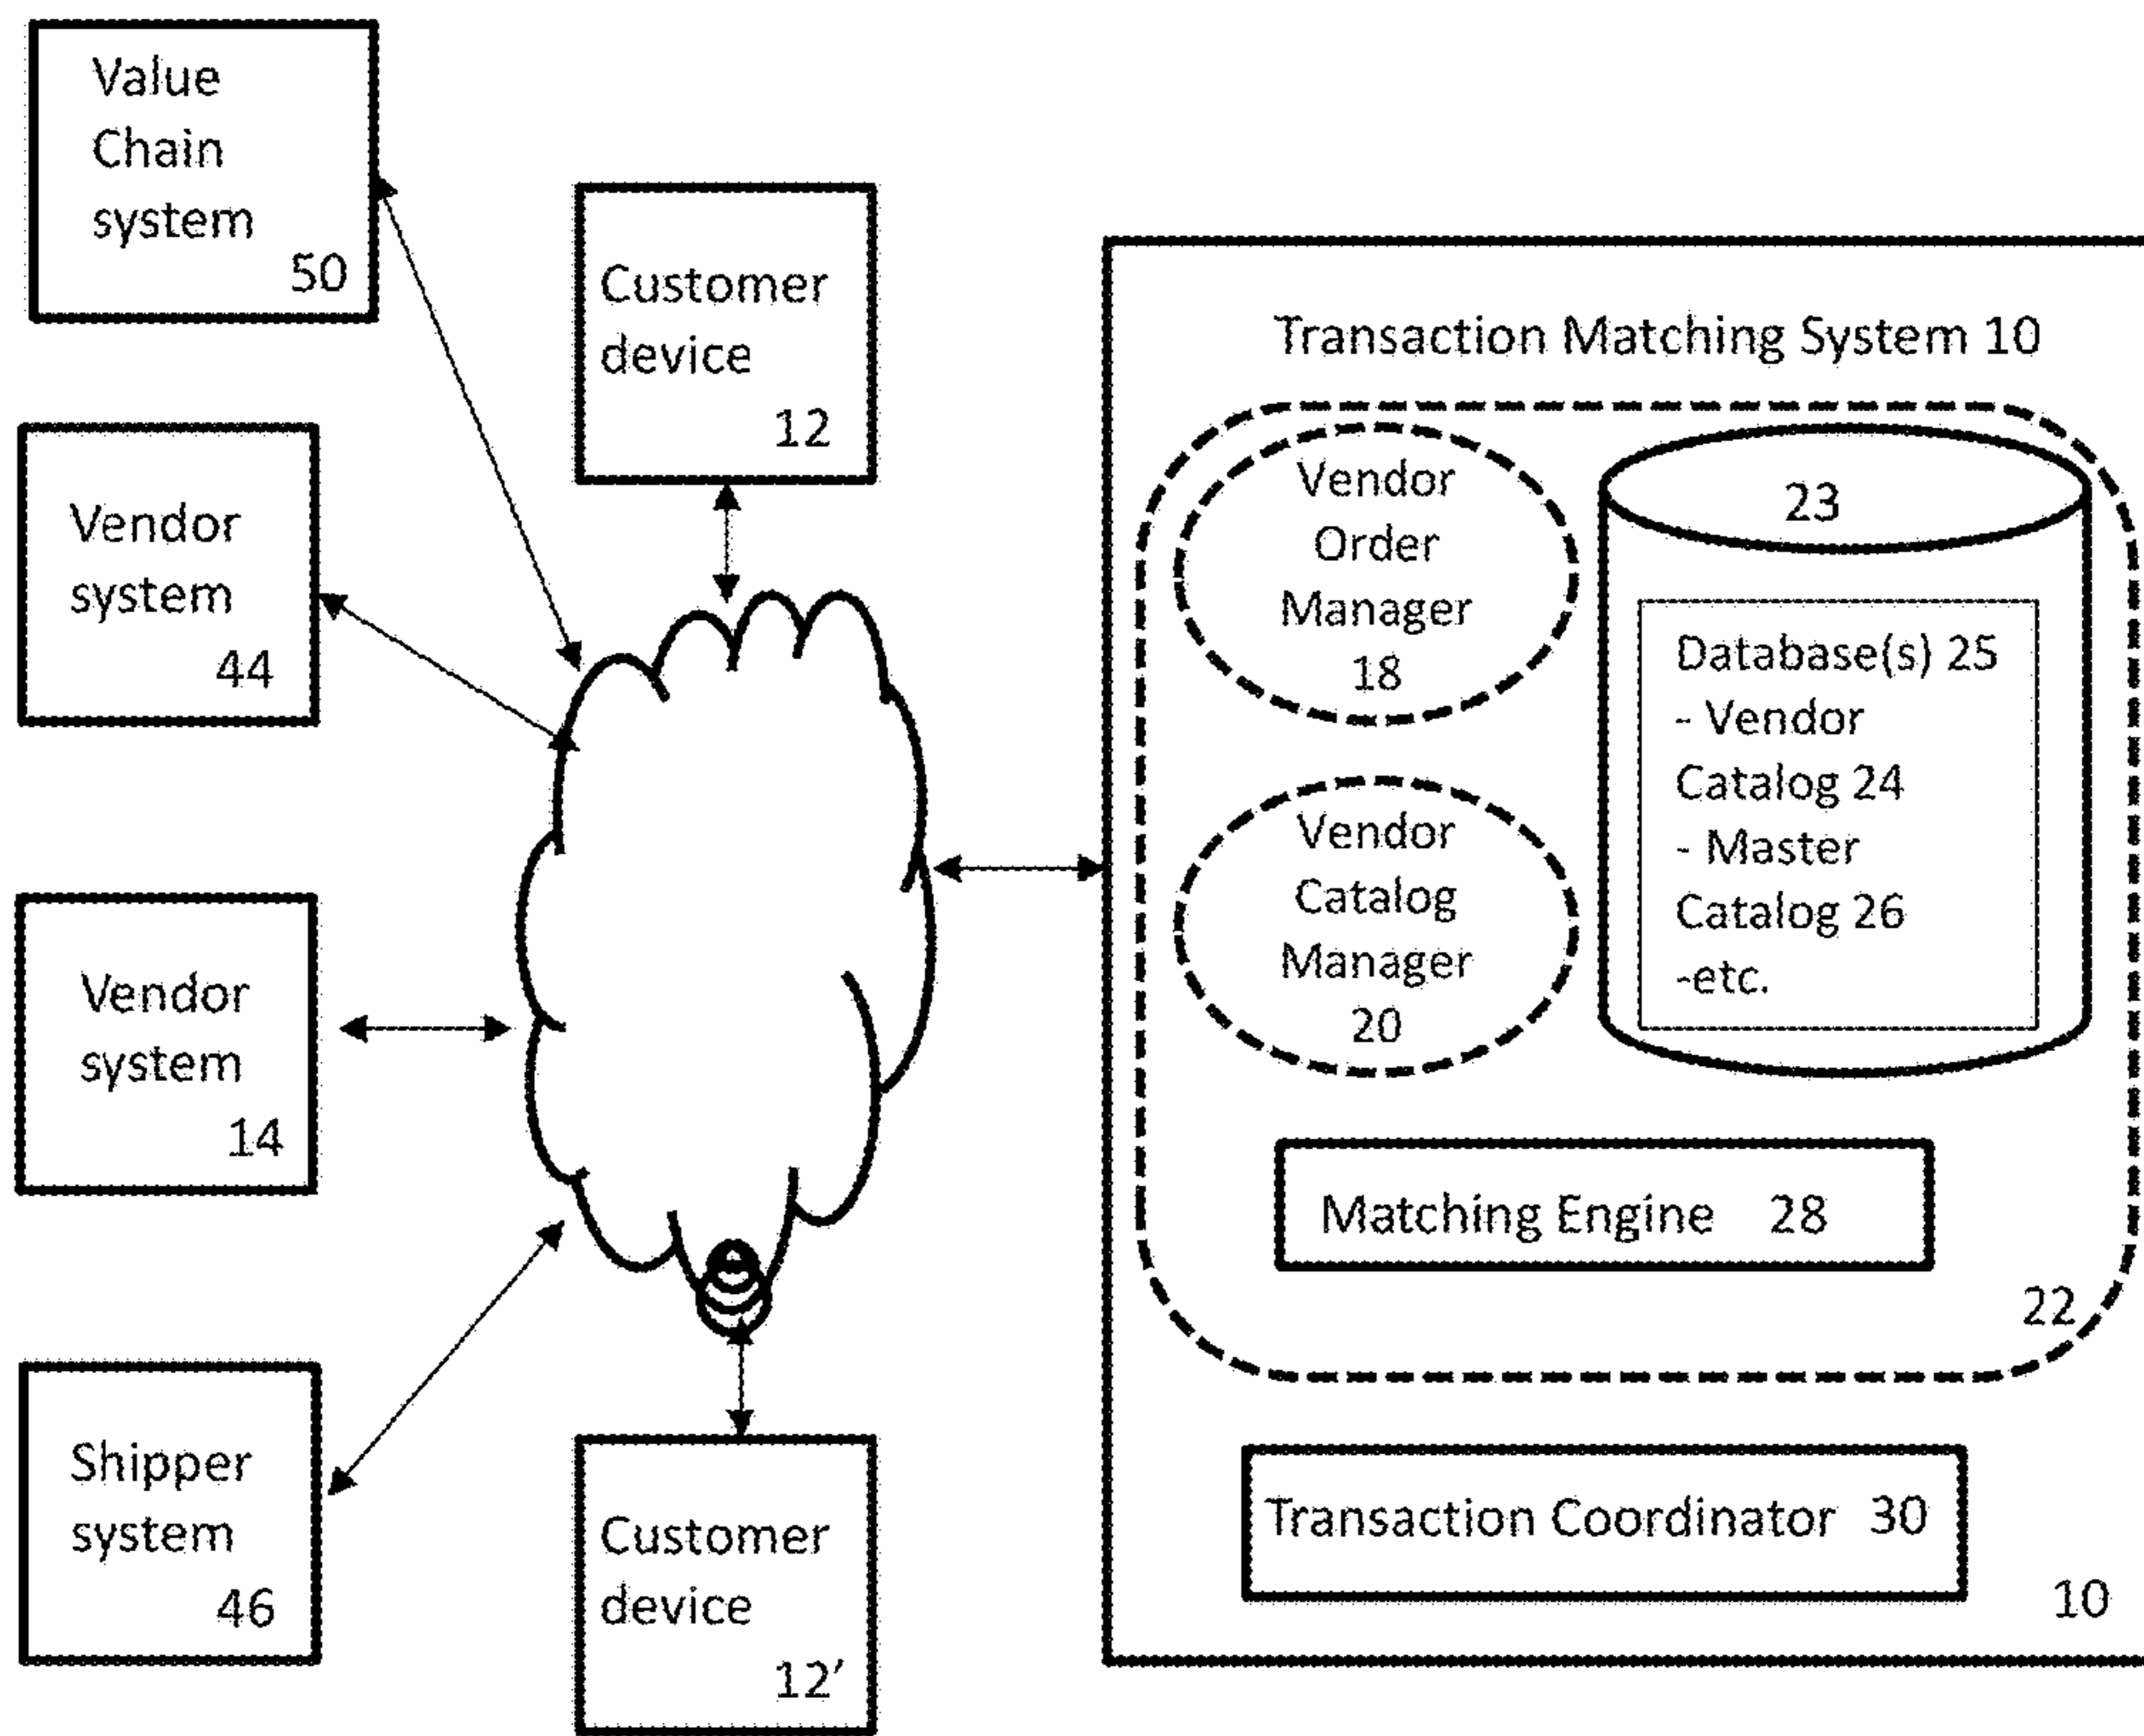 Value
Chain
system
50
Customer
device
12
Vendor
system
44
Vendor
system
14
Shipper
system
46
Customer
device
12’
Transaction Matching System 10
Vendor
Order
Manager
18
23
Database(s) 25
- Vendor
Catalog 24
- Master
Catalog 26
-etc.
Vendor
Catalog
Manager
20
Matching Engine 28
22
Transaction Coordinator 30
10